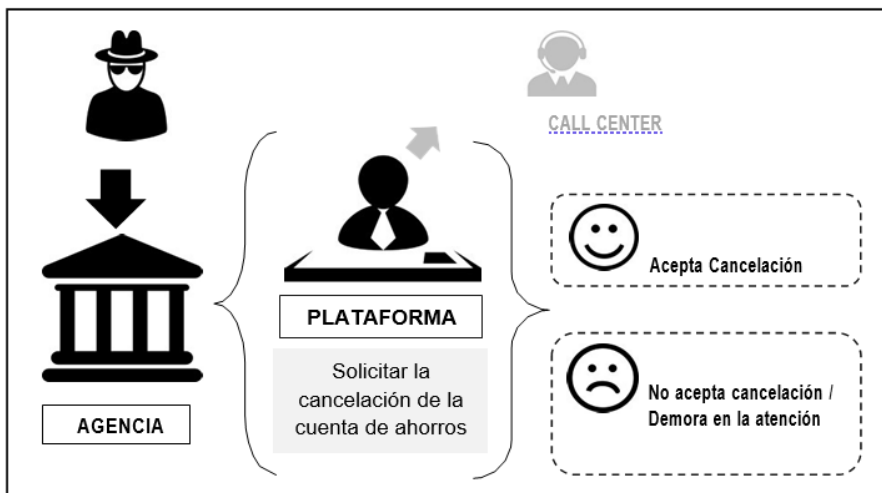 CALL CENTER
AGENCIA
PLATAFORMA
Solicitar la
cancelación de la
cuenta de ahorros
Acepta Cancelación
No acepta cancelación /
Demora en la atención